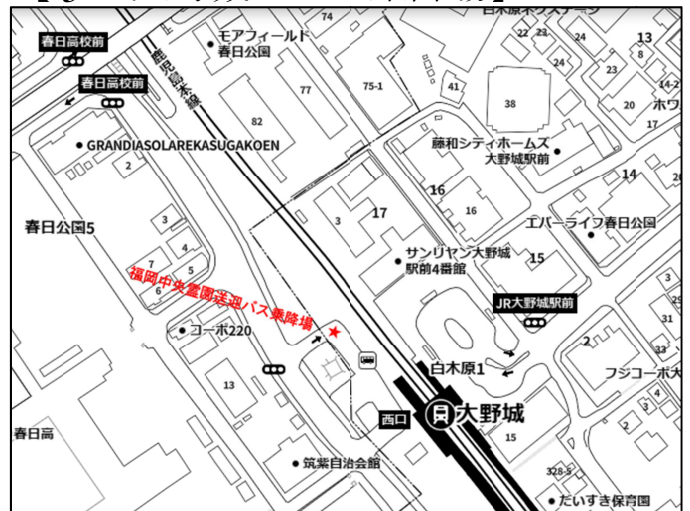 白木原ネクステージ
74
春日高校前
モアフィールド
春日公園
22
23
24
13
8
24
鹿児島本線
春日高校前
77
75-1
41
23
14-2
38
20
ホワ
82
17
GRANDIASOLAREKASUGAKOEN
藤和シティホームズ
大野城駅前
2
14
16
16
17
3
春日公園5
3
エバーライフ春日公園
4
サンリヤン大野城
駅前4番館
15
7
5
6
3
福岡中央霊園送迎バス乗降場
JR大野城駅前
31
コーポ220
2
33
白木原1
フジコーポ大
13
3
4
大野城
西口
2
春日高
15
筑紫自治会館
328-5
だいすき保育園